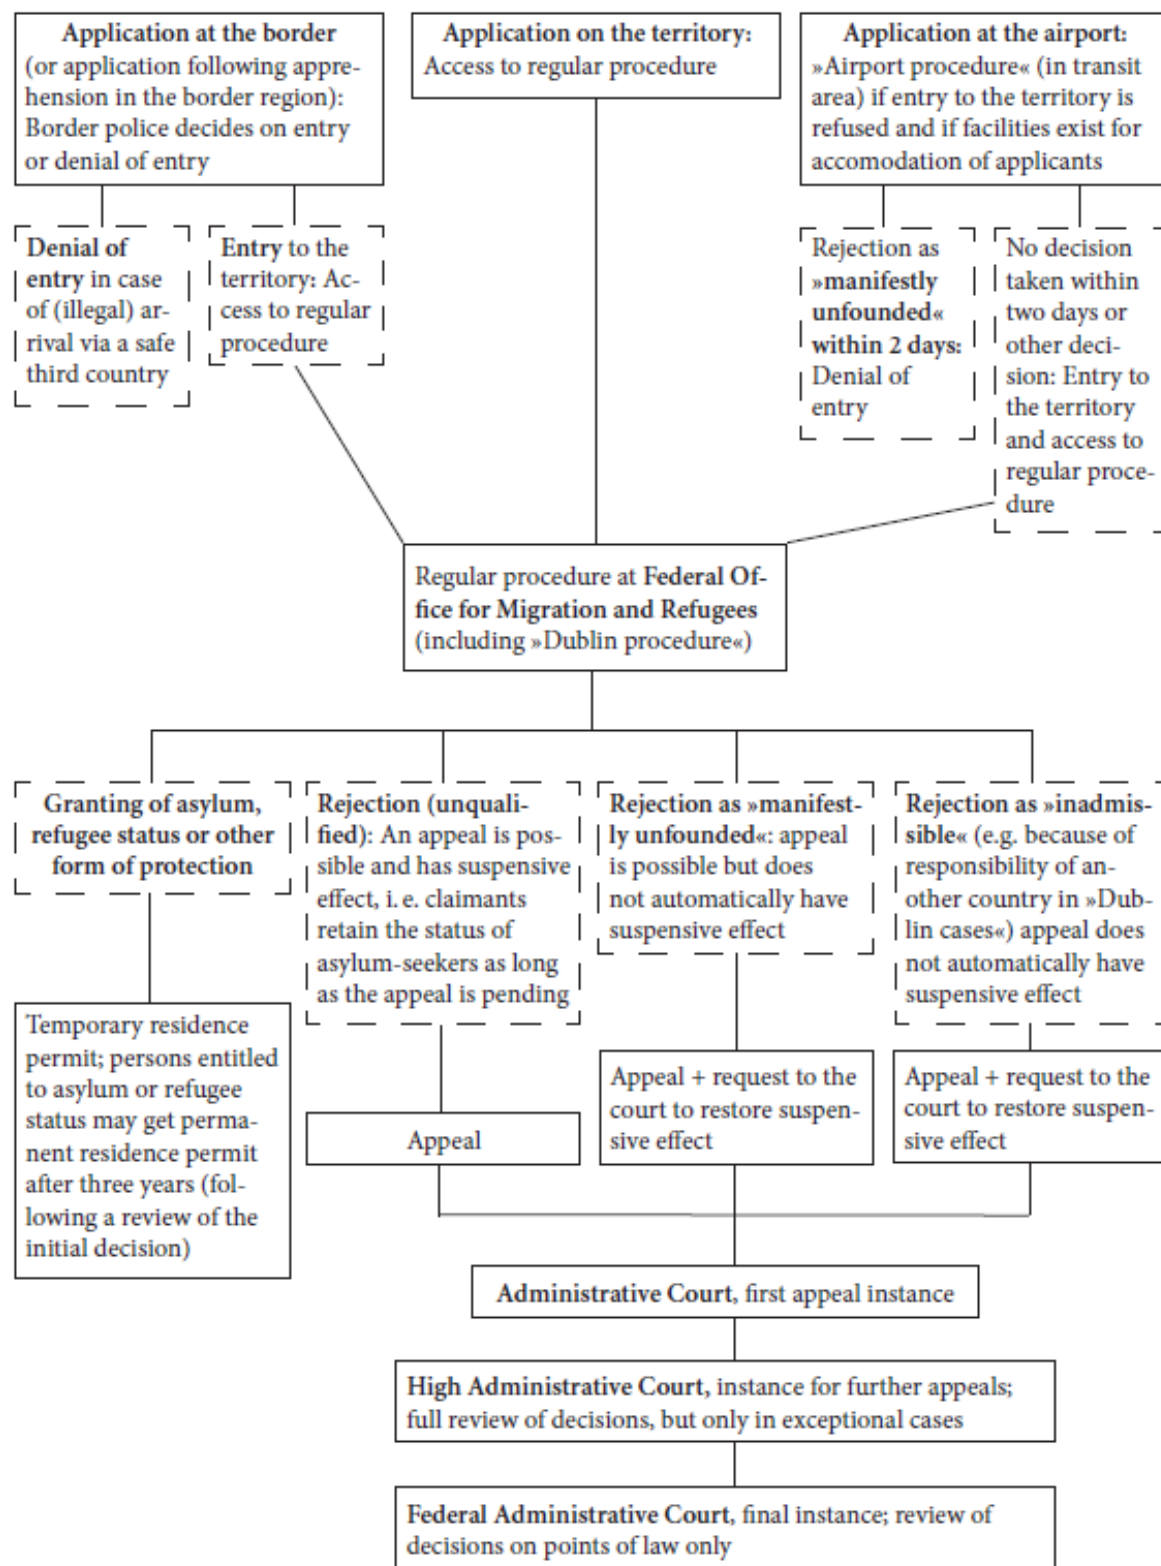 Application at the border
(or application following appre-
hension in the border region):
Border police decides on entry
or denial of entry
Application on the territory:
Access to regular procedure
Application at the airport:
»Airport procedure« (in transit
area) if entry to the territory is
refused and if facilities exist for
accomodation of applicants
Denial of
entry in case
of (illegal) ar-
rival via a safe
third country
Entry to the
territory: Ac-
cess to regular
procedure
Rejection as
»manifestly
unfounded«
within 2 days:
Denial of
entry
No decision
taken within
two days or
other deci-
sion: Entry to
the territory
and access to
regular proce-
dure
Regular procedure at Federal Of-
fice for Migration and Refugees
(including »Dublin procedure«)
Granting of asylum,
refugee status or other
form of protection
Rejection (unquali-
fied): An appeal is pos-
sible and has suspensive
effect, i. e. claimants
retain the status of
asylum-seekers as long
as the appeal is pending
Rejection as »manifest-
ly unfounded«: appeal
is possible but does
not automatically have
suspensive effect
Rejection as »inadmis-
sible« (e.g. because of
responsibility of an-
other country in »Dub-
lin cases«) appeal does
not automatically have
suspensive effect
Temporary residence
permit; persons entitled
to asylum or refugee
status may get perma-
nent residence permit
after three years (fol-
lowing a review of the
initial decision)
Appeal
Appeal + request to the
court to restore suspen-
sive effect
Appeal + request to the
court to restore suspen-
sive effect
Administrative Court, first appeal instance
High Administrative Court, instance for further appeals;
full review of decisions, but only in exceptional cases
Federal Administrative Court, final instance; review of
decisions on points of law only